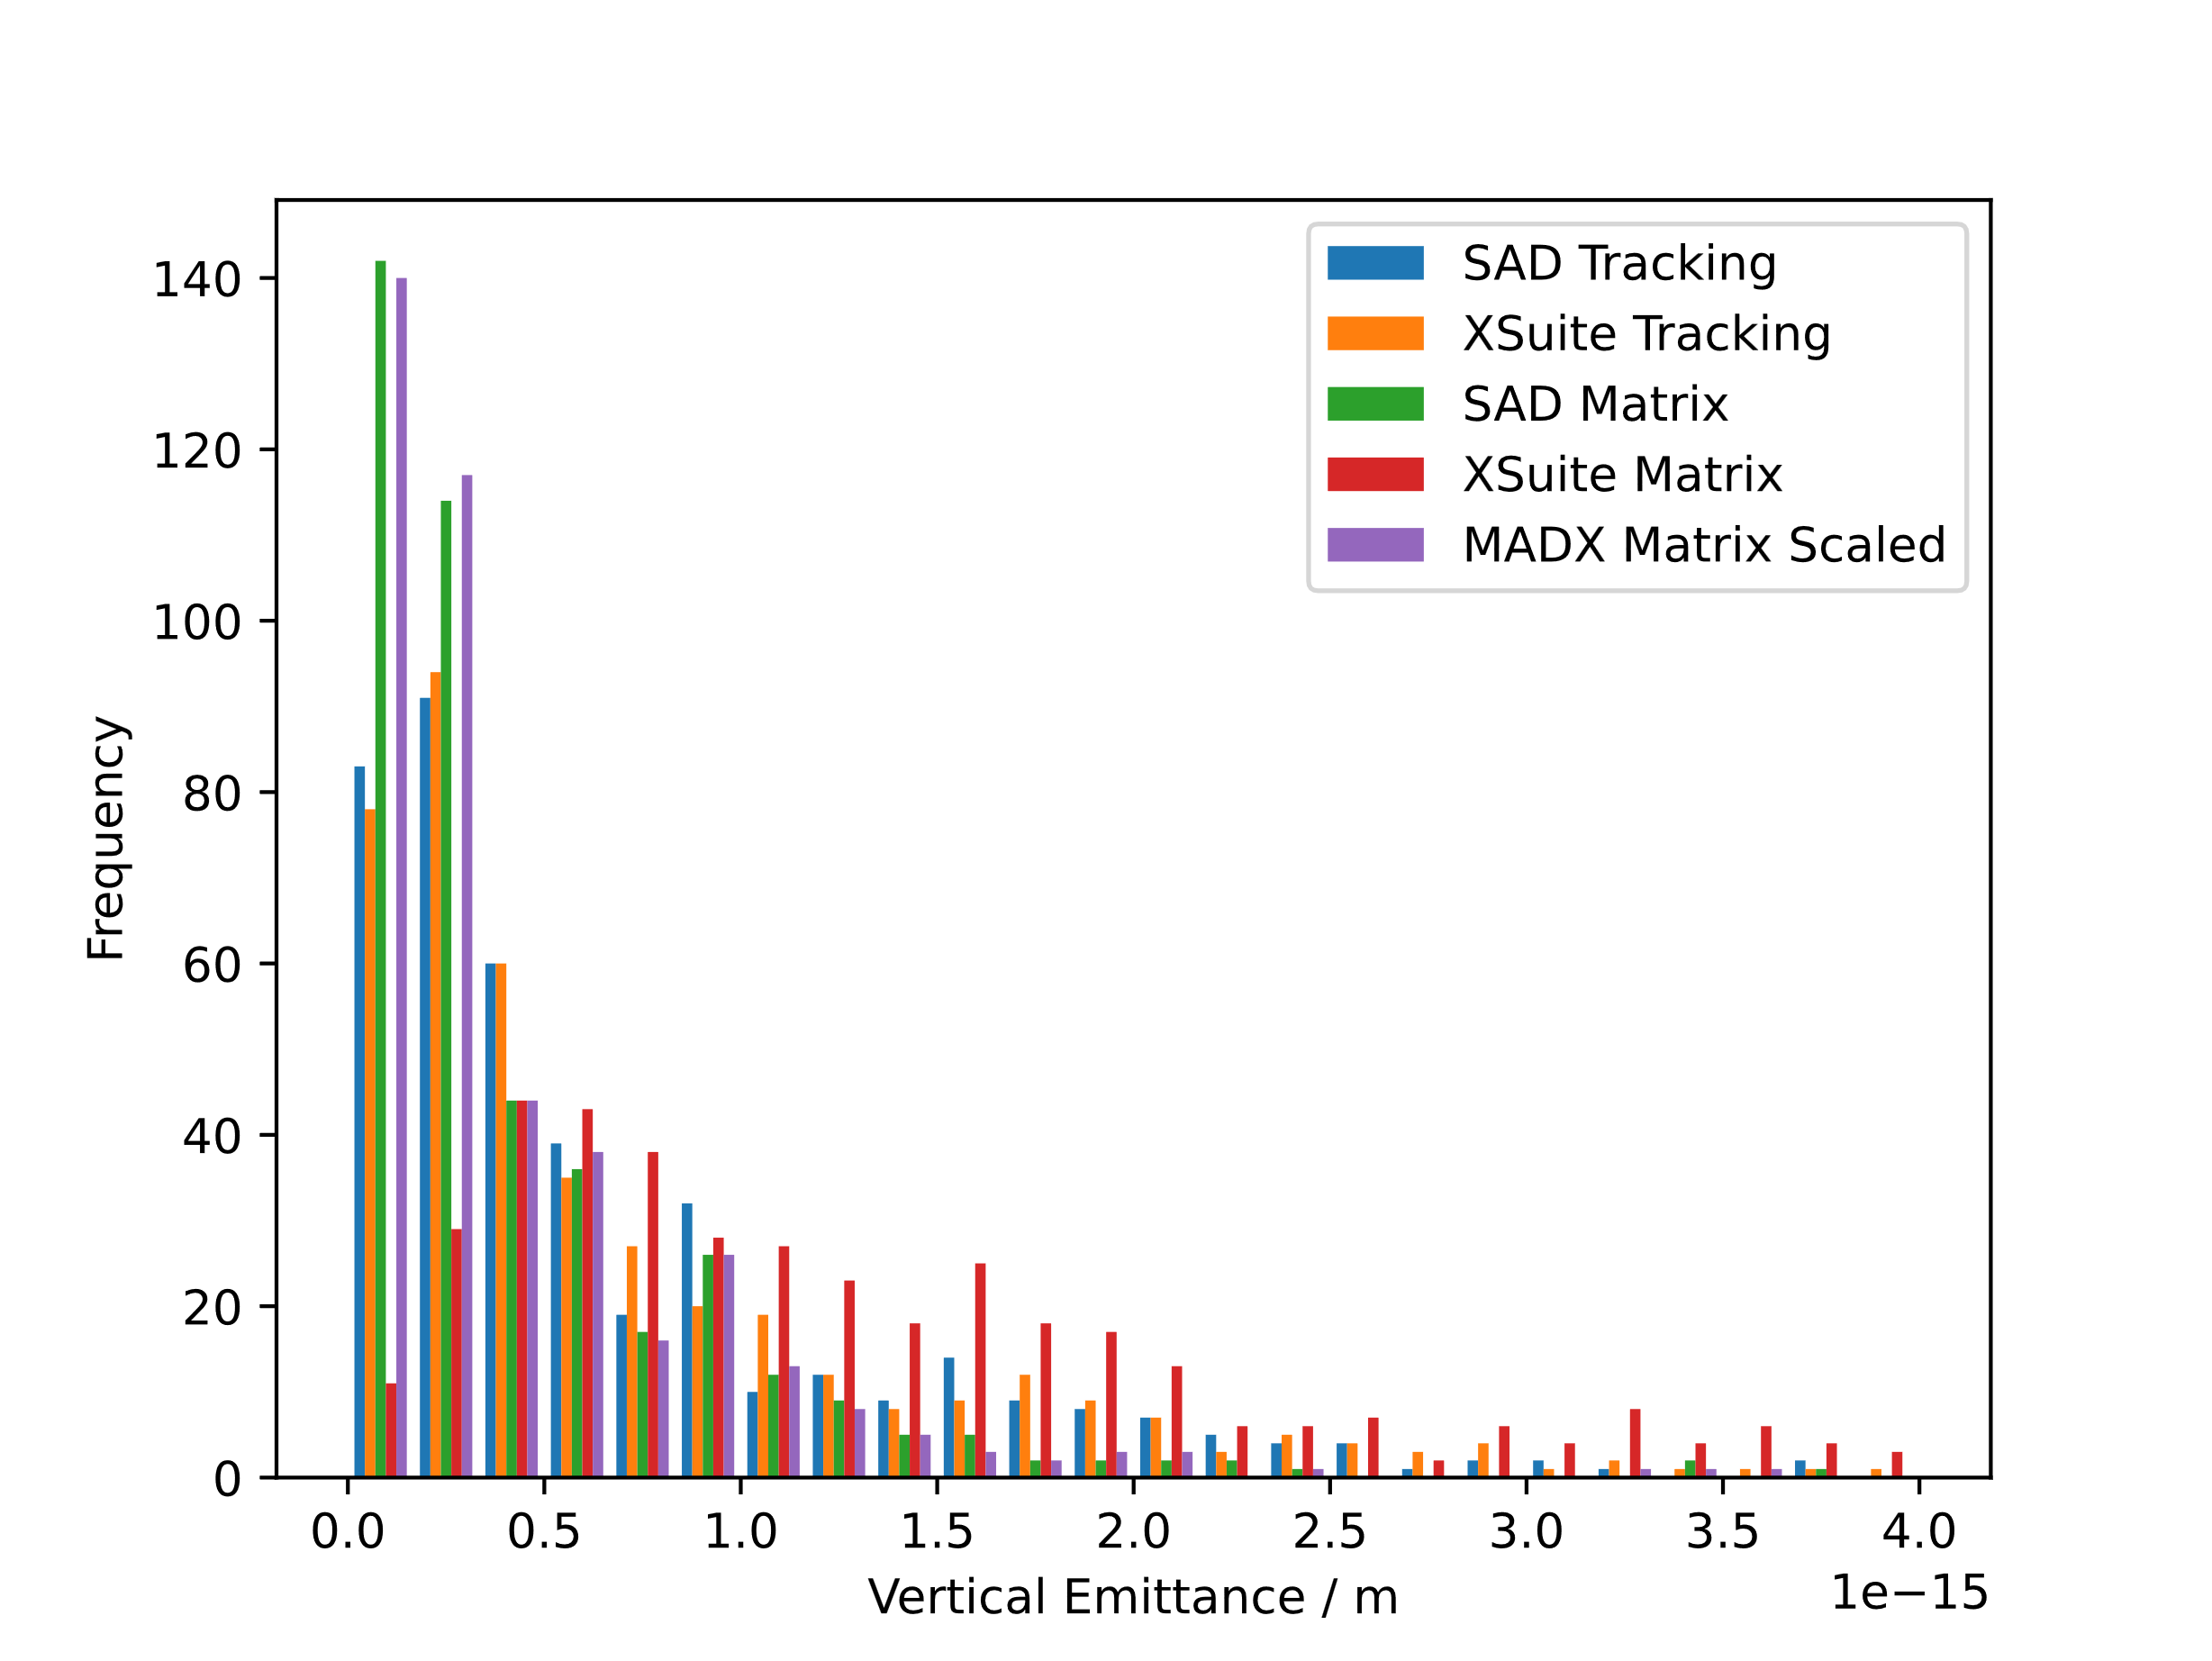 SAD Tracking
XSuite Tracking
SAD Matrix
XSuite Matrix
MADX Matrix Scaled
140
120
100
80
60
40
20
0
Frequency
0.0 0.5 1.0 1.5 2.0 2.5 3.0 3.5 4.0
Vertical Emittance / m
1e−15